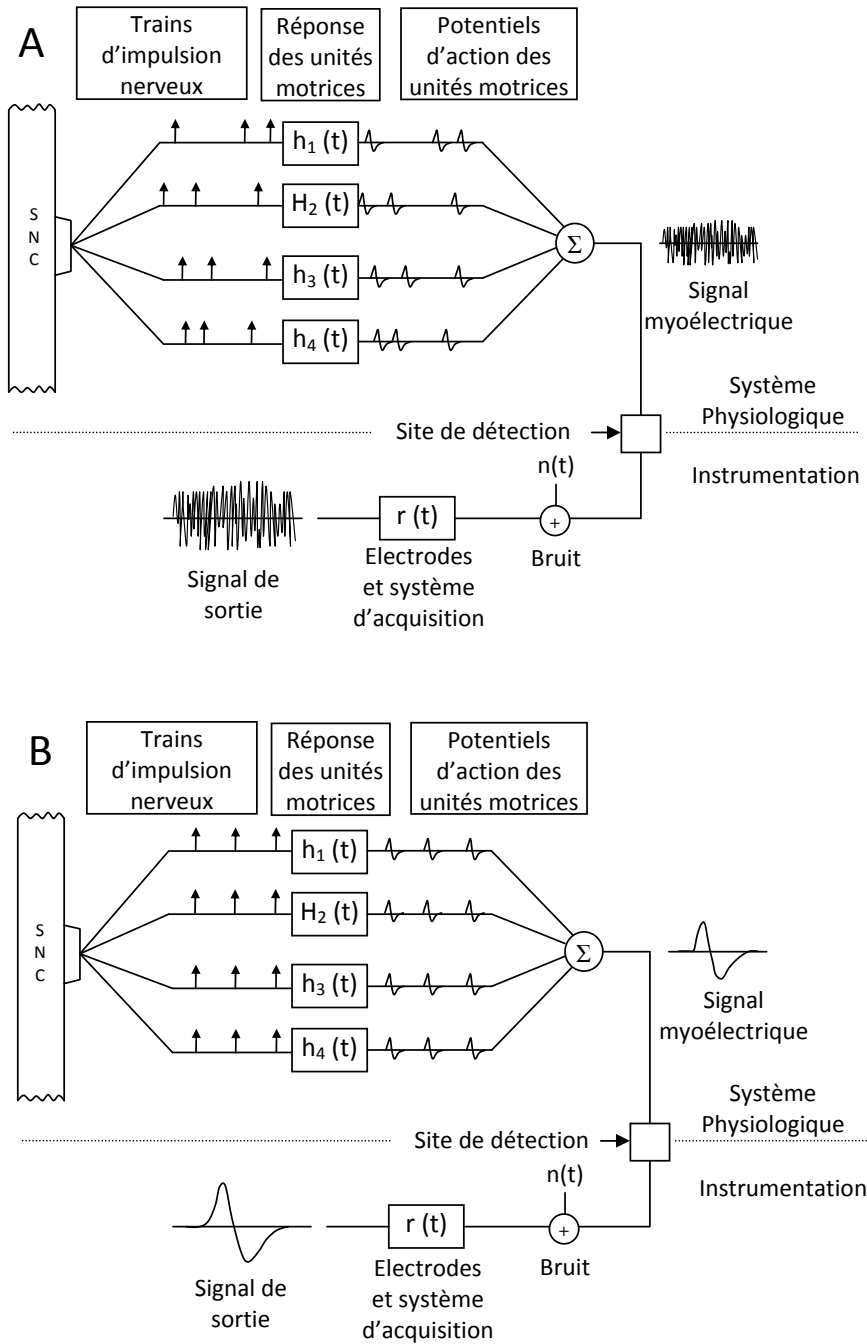 A
Trains
d'impulsion
nerveux
Réponse
des unités
motrices
Potentiels
d'action des
unités motrices
S
N
C
h1 (t)
H2 (t)
h3 (t)
h4 (t)
Σ
Signal
myoélectrique
Système
Physiologique
Site de détection
Instrumentation
n(t)
r (t)
+
Electrodes
et système
d'acquisition
Bruit
Signal de
sortie
B
Trains
d'impulsion
nerveux
Réponse
des unités
motrices
Potentiels
d'action des
unités motrices
S
N
C
h1 (t)
H2 (t)
h3 (t)
h4 (t)
Σ
Signal
myoélectrique
Système
Physiologique
Site de détection
Instrumentation
n(t)
r (t)
+
Electrodes
et système
d'acquisition
Bruit
Signal de
sortie